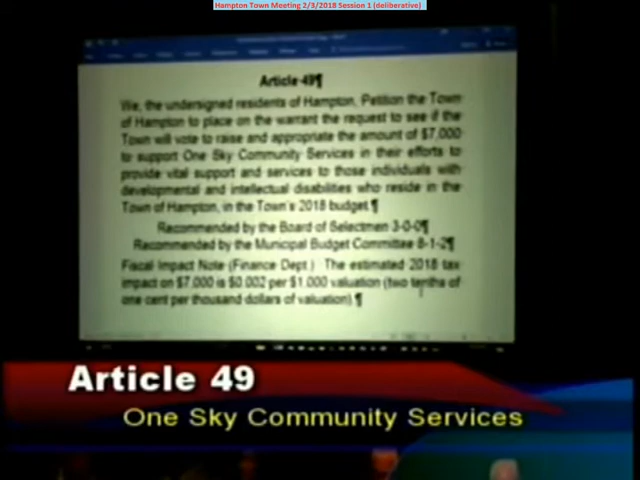 Hampton Town Meeting 2/3/2018 Session 1 (deliberative)
Article 49¶
We, the undersigned residents of Hampton, Petition the Town
of Hampton to place on the warrant the request to see if the
Town will vote to raise and appropriate the amount of $7,000
to support One Sky Community Services in their efforts to
provide vital support and services to those individuals with
developmental and intellectual disabilities who reside in the
Town of Hampton, in the Town's 2018 budget.¶
Recommended by the Board of Selectmen 3-0-0¶
Recommended by the Municipal Budget Committee 8-1-2¶
Fiscal Impact Note (Finance Dept.) The estimated 2018 tax
impact on $7,000 is $0.002 per $1,000 valuation (two tenths of
one cent per thousand dollars of valuation).¶
Article 49
One Sky Community Services